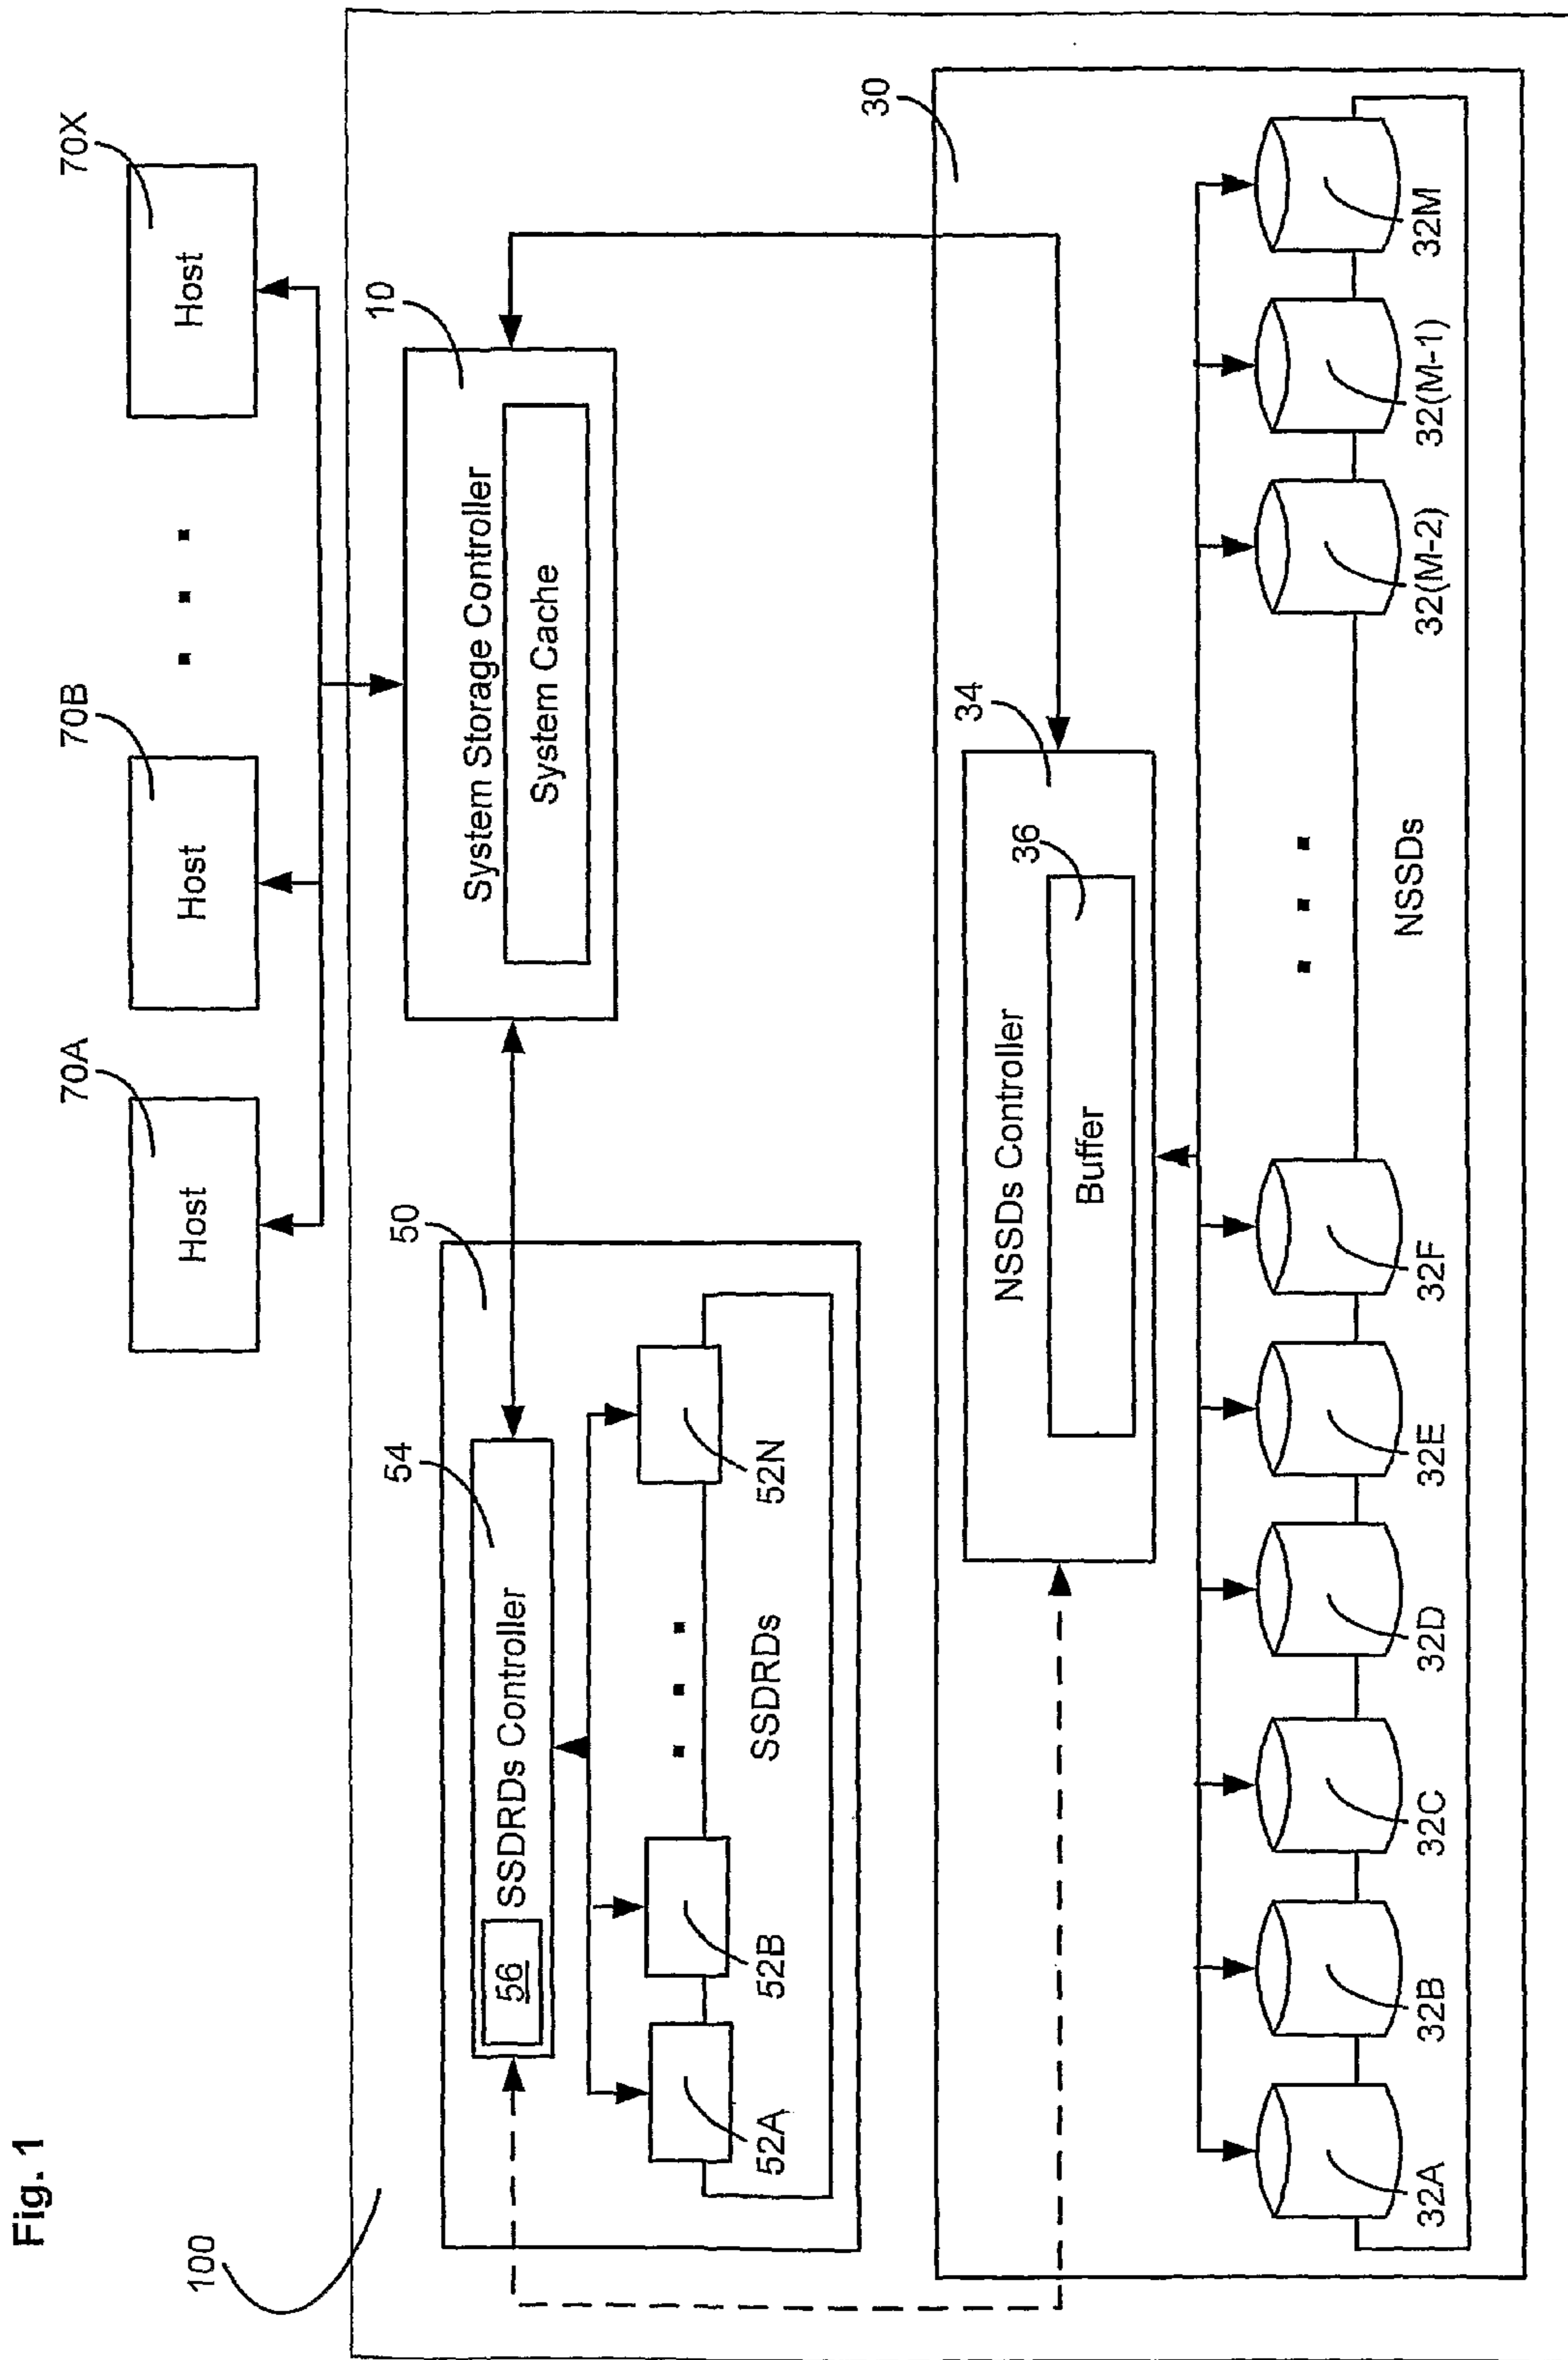 Fig. 1
100
70A
70B
70X
Host
Host
Host
50
10
54
56
SSDRDs Controller
System Storage Controller
System Cache
52A
52B
52N
SSDRDs
30
34
NSSDs Controller
36
Buffer
32A
32B
32C
32D
32E
32F
NSSDs
32(M-2)
32(M-1)
32M